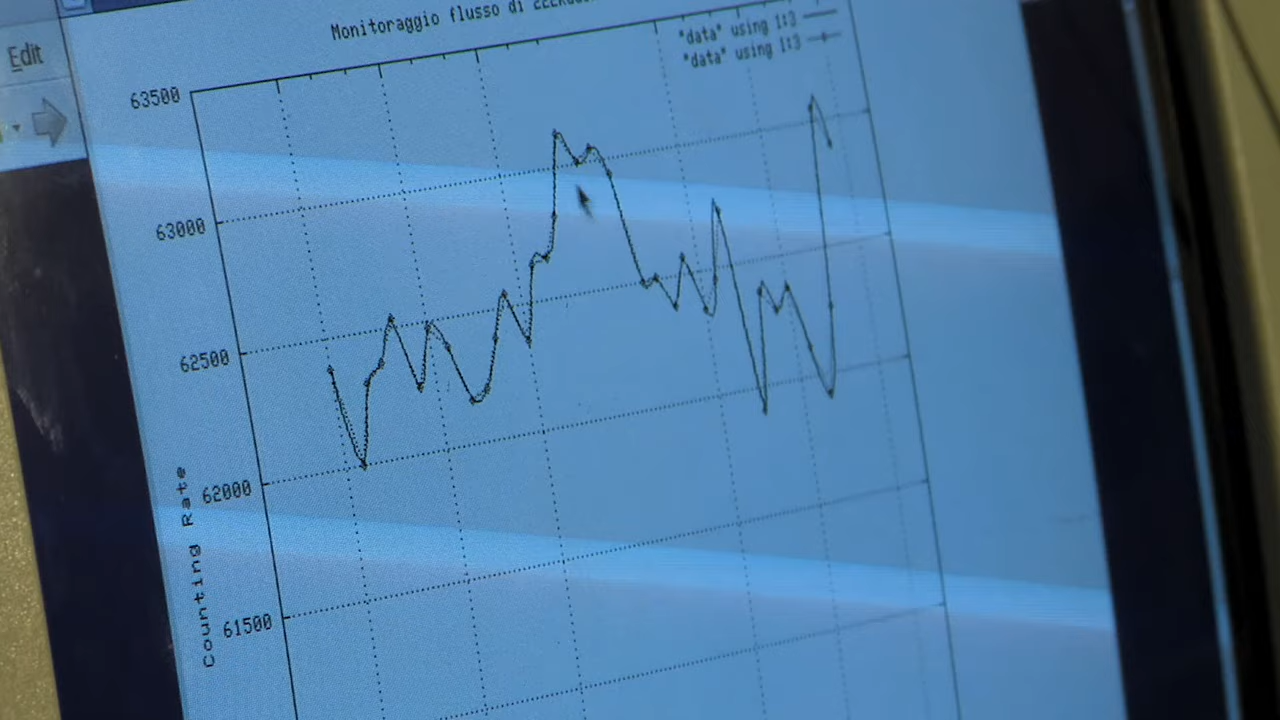 Edit
Monitoraggio flusso di
"data" using 1:3
"data" using 1:3
63500
63000
62500
62000
61500
Counting Rate